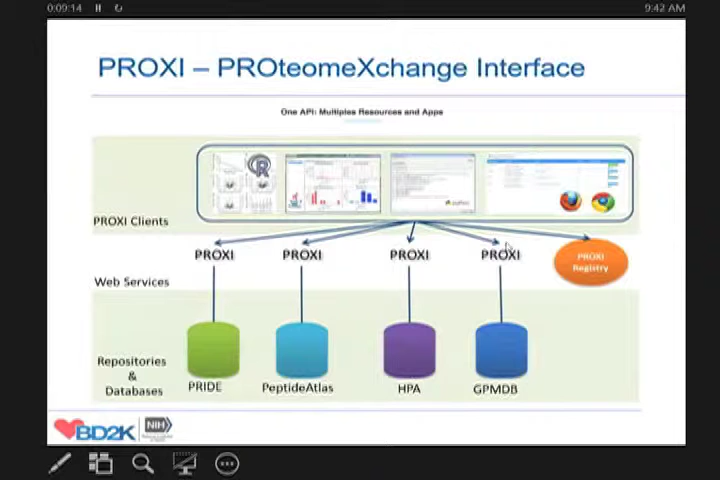 0:09:14
9:42 AM
PROXI – PROteomeXchange Interface
One API: Multiples Resources and Apps
R
PROXI Clients
PROXI PROXI PROXI PROXI
PROXI
Registry
Web Services
Repositories
&
Databases
PRIDE PeptideAtlas HPA GPMDB
BD2K
NIH